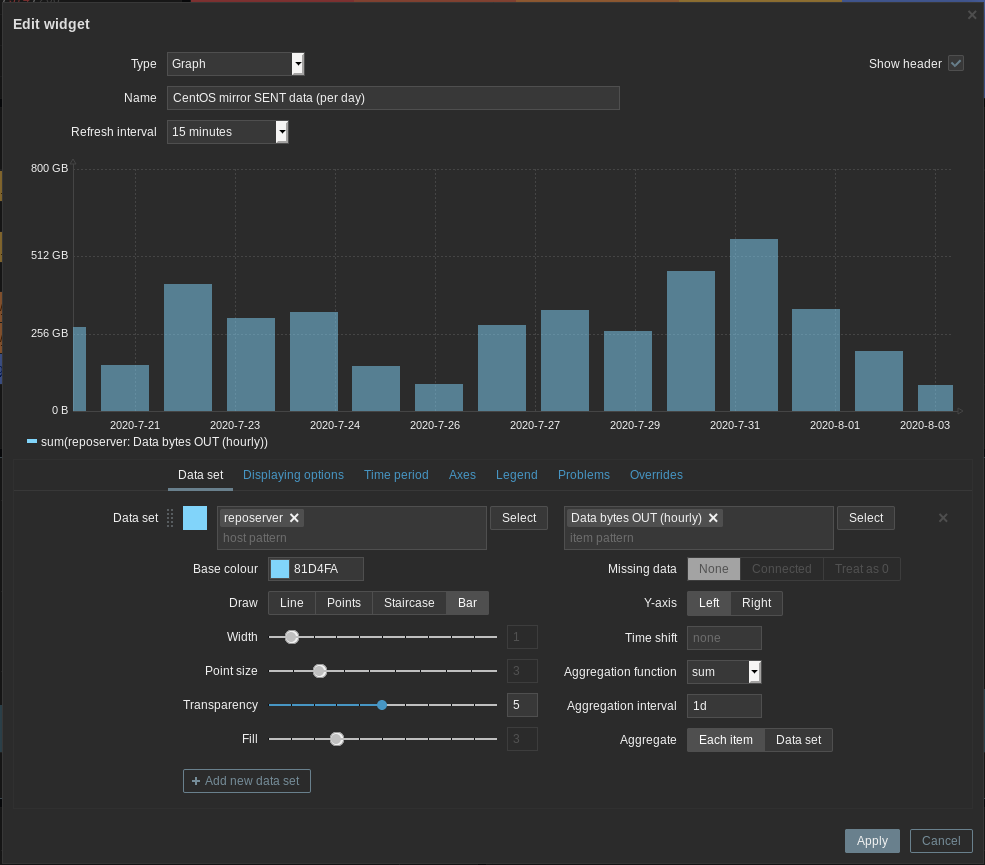 Edit widget
Type Graph Show header
Name CentOS mirror SENT data (per day)
Refresh interval 15 minutes
800 GB
512 GB
256 GB
0 B
2020-7-21 2020-7-23 2020-7-24 2020-7-26 2020-7-27 2020-7-29 2020-7-31 2020-8-01 2020-8-03
sum(reposerver: Data bytes OUT (hourly))
Data set Displaying options Time period Axes Legend Problems Overrides
Data set reposerver Select Data bytes OUT (hourly) Select
host pattern item pattern
Base colour 81D4FA Missing data None Connected Treat as 0
Draw Line Points Staircase Bar Y-axis Left Right
Width 1 Time shift none
Point size 3 Aggregation function sum
Transparency 5 Aggregation interval 1d
Fill 3 Aggregate Each item Data set
+ Add new data set
Apply Cancel